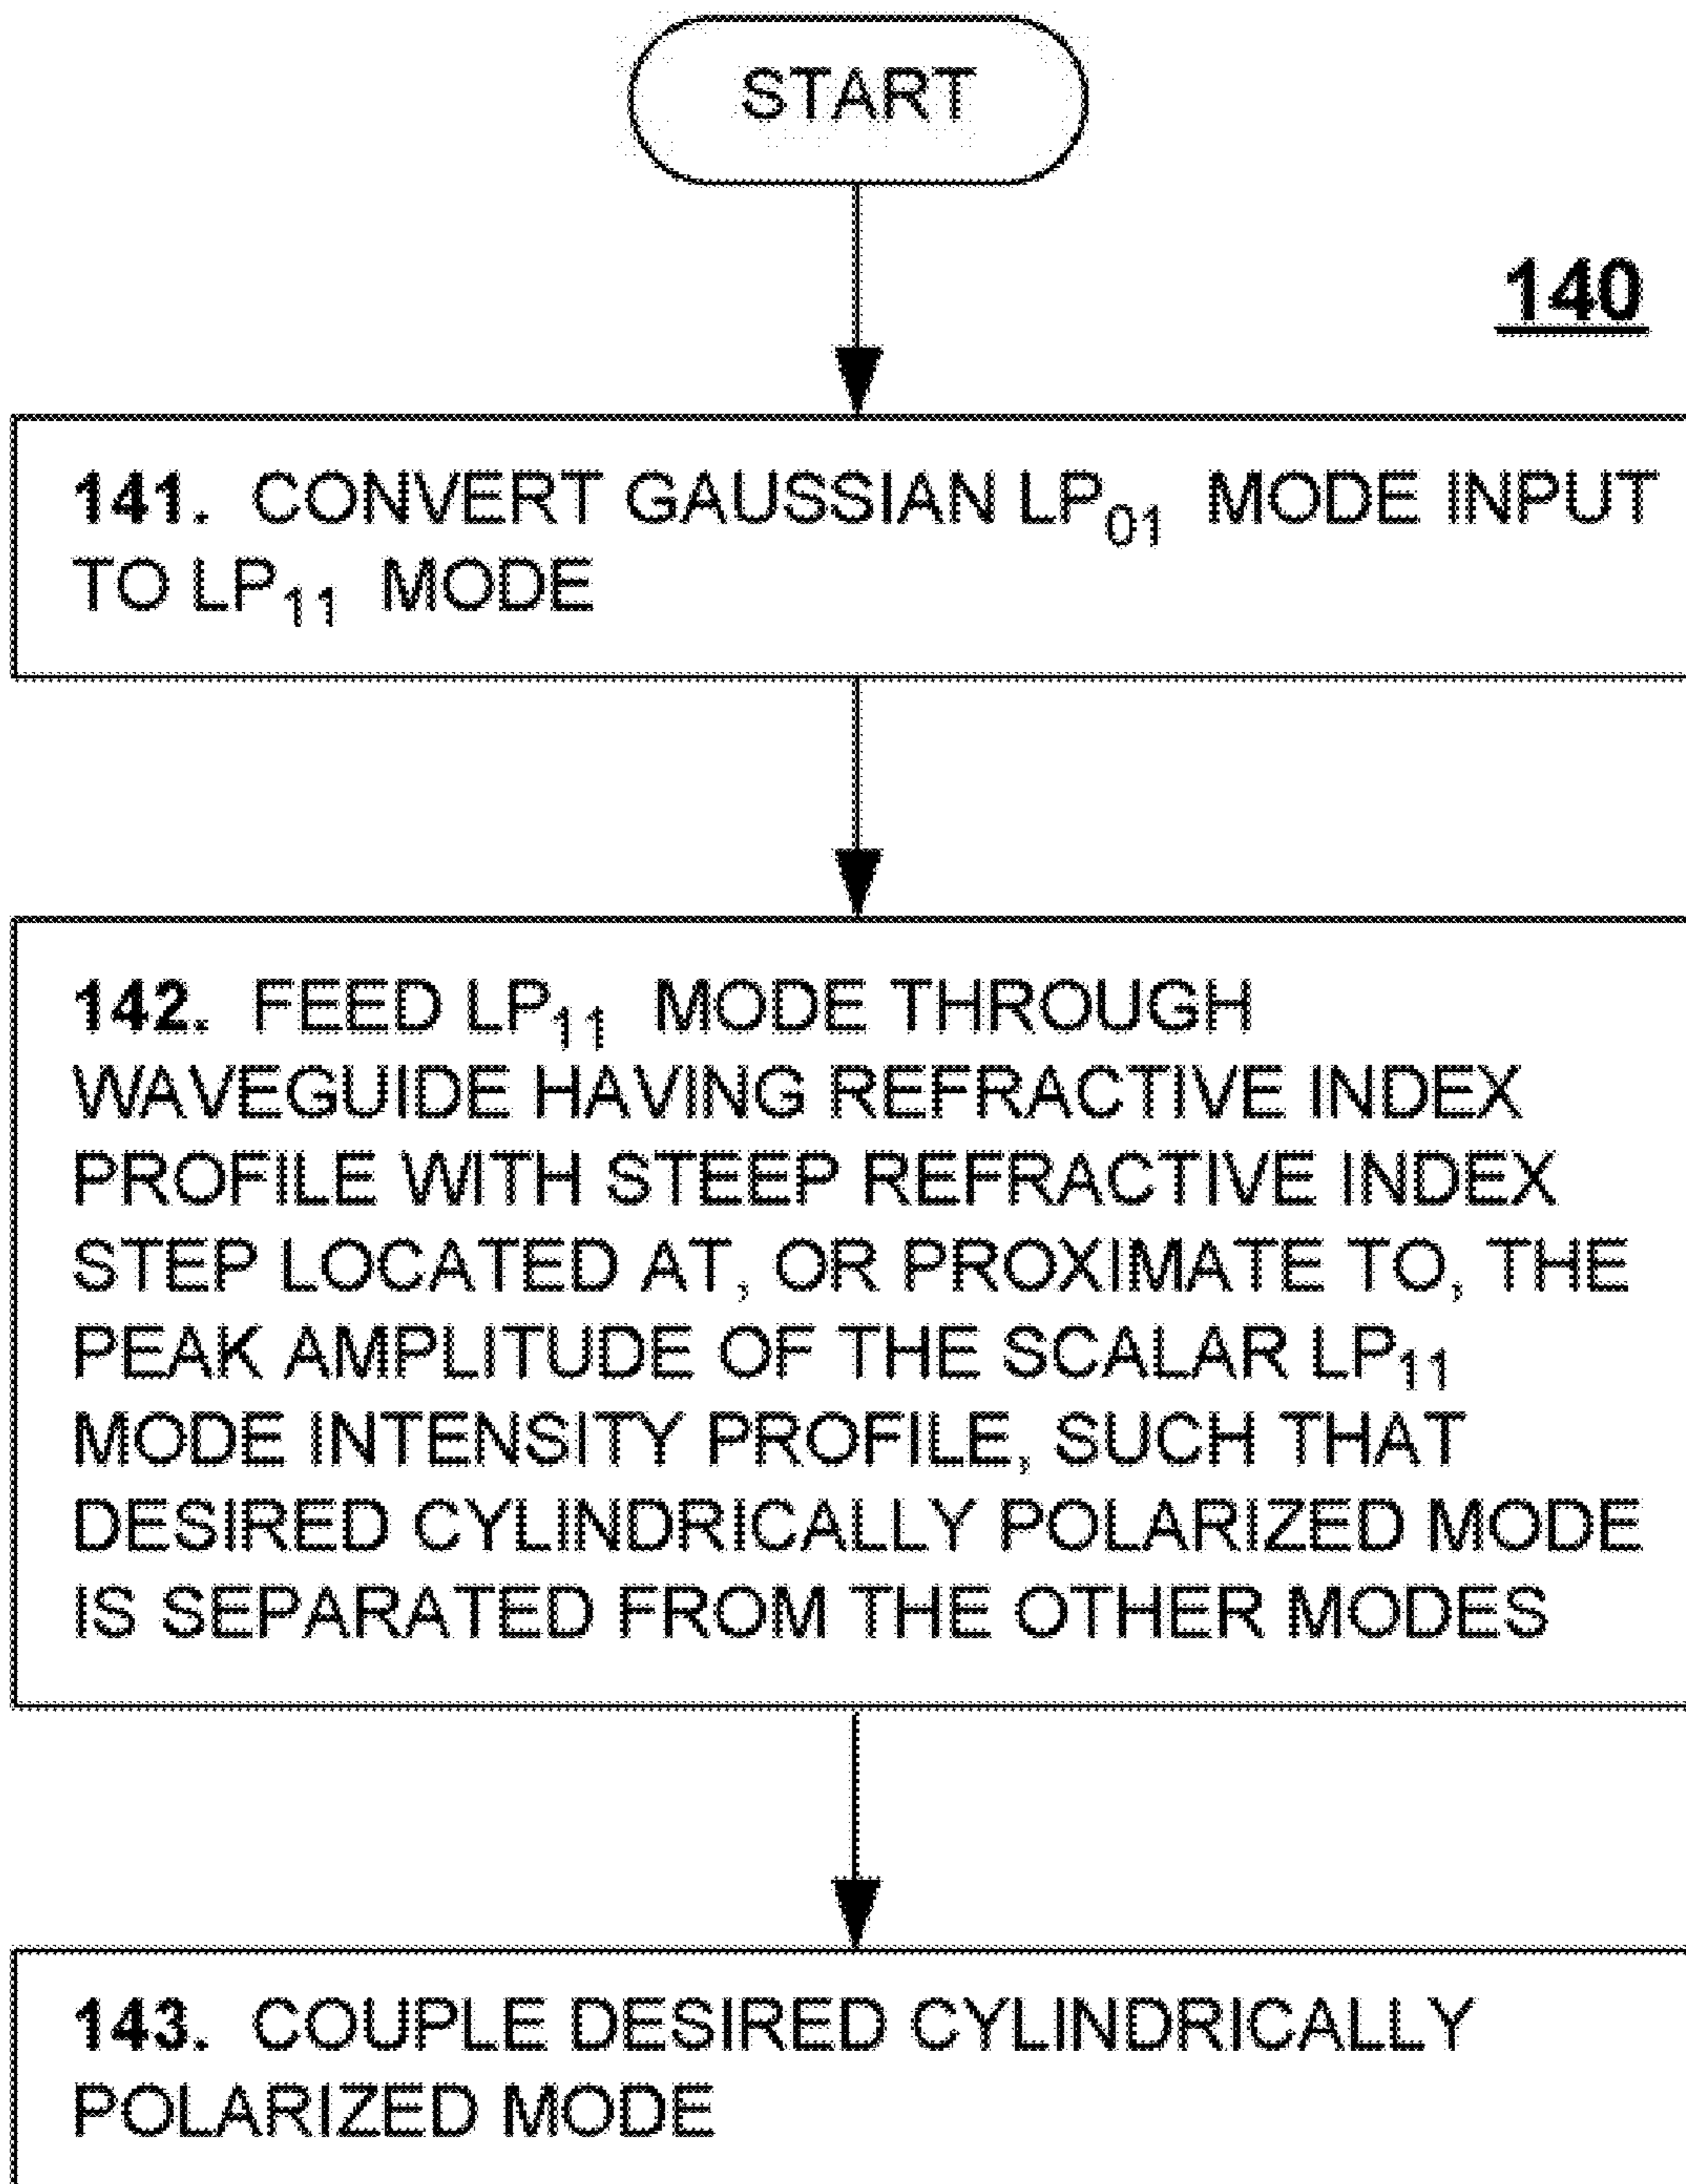 START
140
141. CONVERT GAUSSIAN LP₀₁ MODE INPUT
TO LP₁₁ MODE
142. FEED LP₁₁ MODE THROUGH
WAVEGUIDE HAVING REFRACTIVE INDEX
PROFILE WITH STEEP REFRACTIVE INDEX
STEP LOCATED AT, OR PROXIMATE TO, THE
PEAK AMPLITUDE OF THE SCALAR LP₁₁
MODE INTENSITY PROFILE, SUCH THAT
DESIRED CYLINDRICALLY POLARIZED MODE
IS SEPARATED FROM THE OTHER MODES
143. COUPLE DESIRED CYLINDRICALLY
POLARIZED MODE